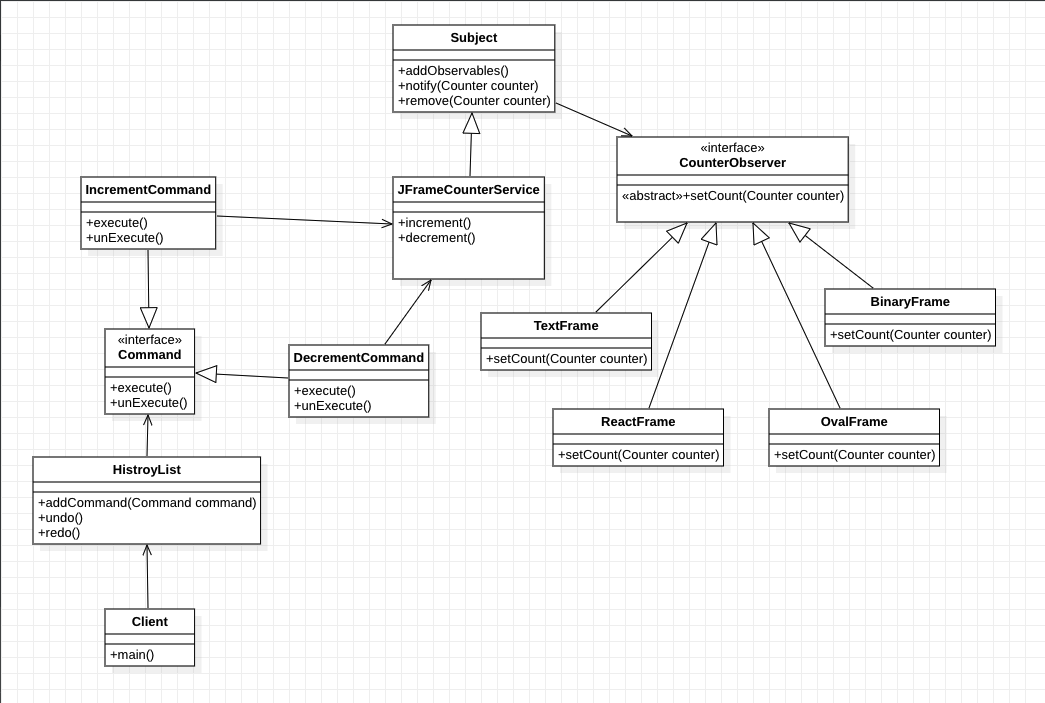 Subject
+addObservables()
+notify(Counter counter)
+remove(Counter counter)
«interface»
CounterObserver
«abstract»+setCount(Counter counter)
IncrementCommand
+execute()
+unExecute()
JFrameCounterService
+increment()
+decrement()
BinaryFrame
+setCount(Counter counter)
TextFrame
+setCount(Counter counter)
«interface»
Command
+execute()
+unExecute()
DecrementCommand
+execute()
+unExecute()
ReactFrame
+setCount(Counter counter)
OvalFrame
+setCount(Counter counter)
HistroyList
+addCommand(Command command)
+undo()
+redo()
Client
+main()